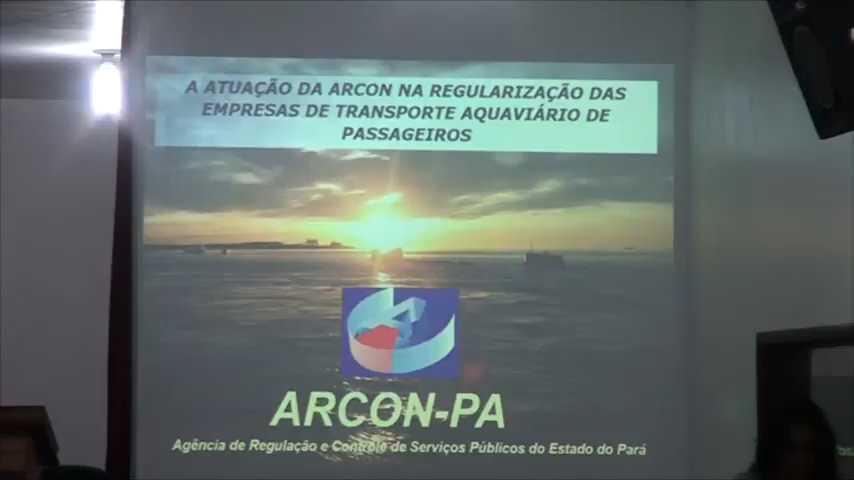 A ATUAÇÃO DA ARCON NA REGULARIZAÇÃO DAS
EMPRESAS DE TRANSPORTE AQUAVIÁRIO DE
PASSAGEIROS
ARCON-PA
Agência de Regulação e Controle de Serviços Públicos do Estado do Pará